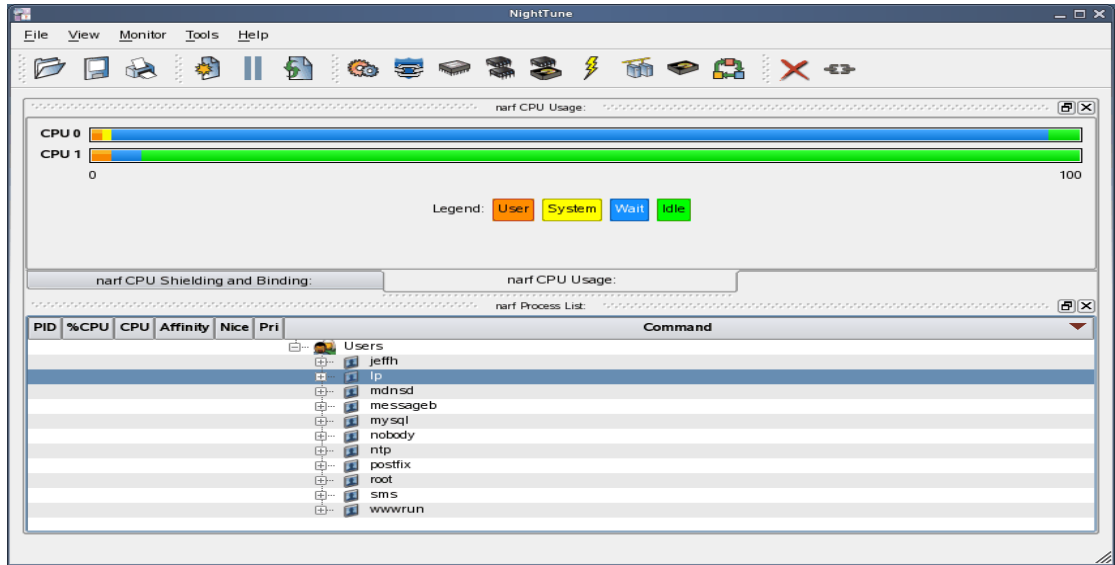 NightTune
File View Monitor Tools Help
narf CPU Usage:
CPU 0
CPU 1
0 100
Legend: User System Wait Idle
narf CPU Shielding and Binding: narf CPU Usage:
narf Process List:
PID %CPU CPU Affinity Nice Pri Command
Users
jeffh
lp
mdnsd
messageb
mysql
nobody
ntp
postfix
root
sms
wwwrun